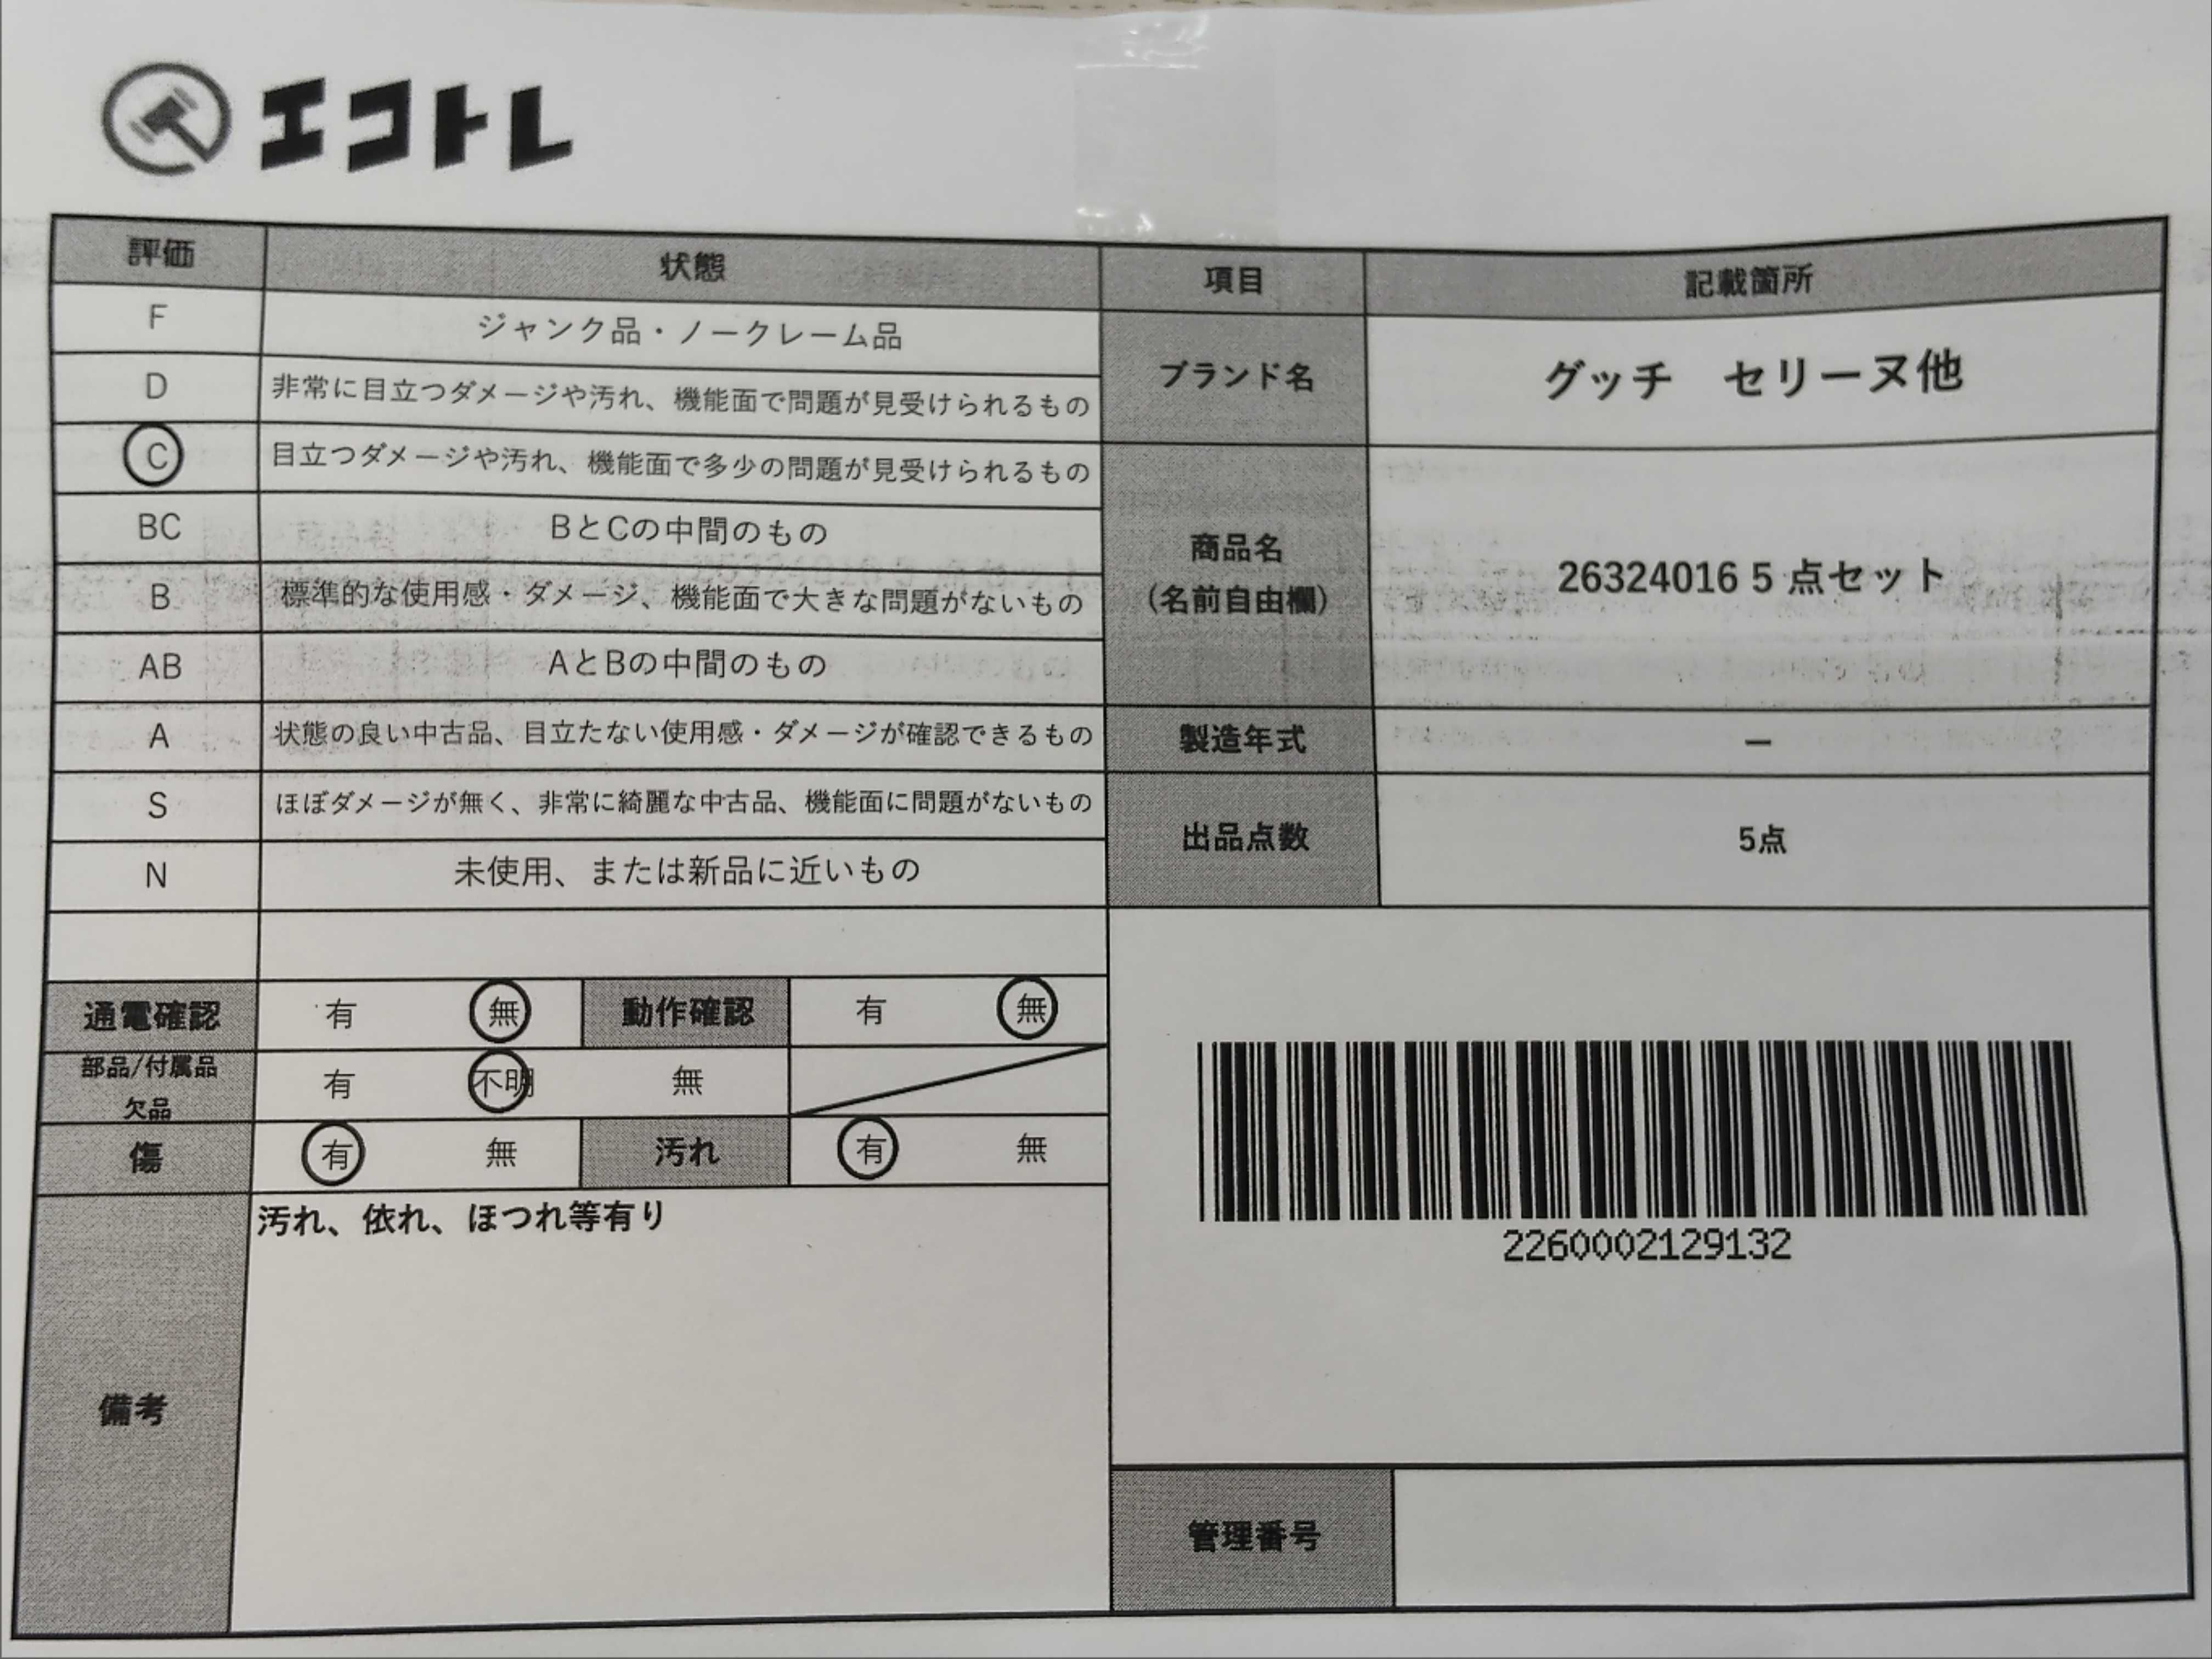 エコトレ
評価 状態 項目 記載箇所
F ジャンク品・ノークレーム品
D 非常に目立つダメージや汚れ、機能面で問題が見受けられるもの
ブランド名 グッチ　セリーヌ他
C 目立つダメージや汚れ、機能面で多少の問題が見受けられるもの
BC BとCの中間のもの
B 標準的な使用感・ダメージ、機能面で大きな問題がないもの
商品名
(名前自由欄)
26324016 5 点セット
AB AとBの中間のもの
A 状態の良い中古品、目立たない使用感・ダメージが確認できるもの
製造年式 ー
S ほぼダメージが無く、非常に綺麗な中古品、機能面に問題がないもの
出品点数 5点
N 未使用、または新品に近いもの
通電確認 有 無 動作確認 有 無
部品/付属品
欠品
有 不明 無
傷 有 無 汚れ 有 無
備考
汚れ、依れ、ほつれ等有り
2260002129132
管理番号